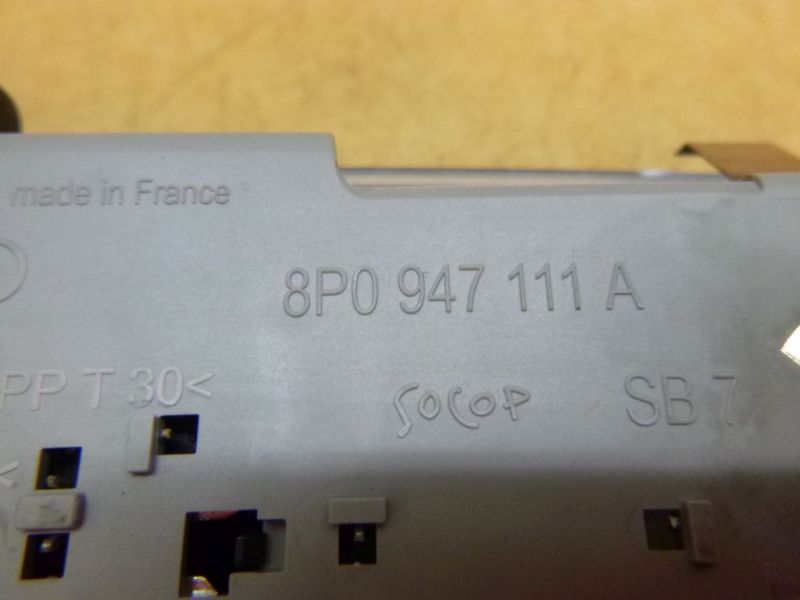 made in France
8P0 947 111 A
PP T 30<
socop SB 7
<